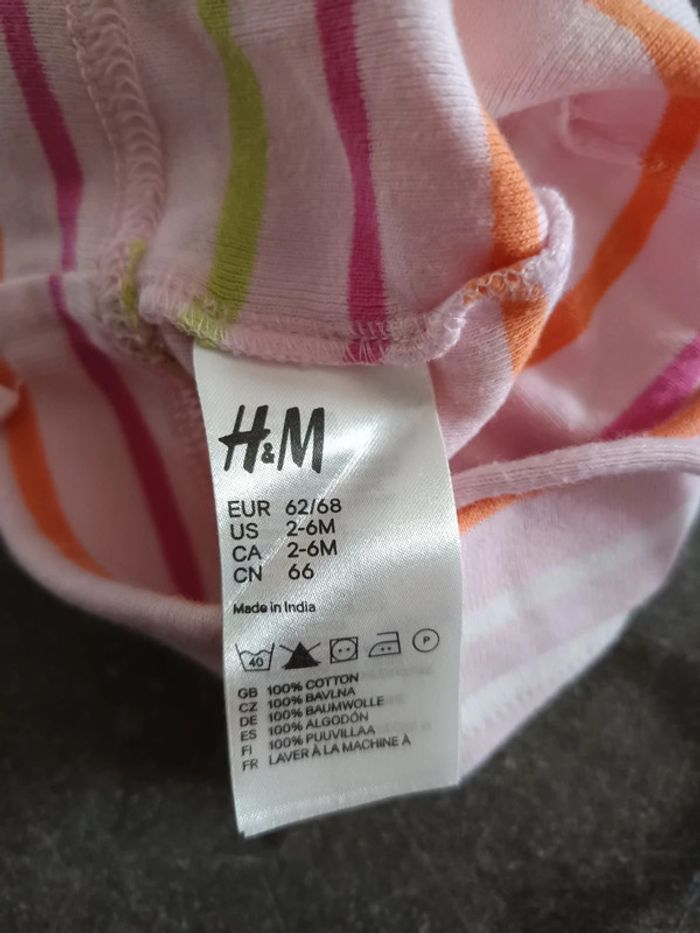 H&M
EUR 62/68
US 2-6M
CA 2-6M
CN 66
Made in India
40 P
GB 100% COTTON
CZ 100% BAVLNA
DE 100% BAUMWOLLE
ES 100% ALGODÓN
FI 100% PUUVILLAA
FR LAVER À LA MACHINE À